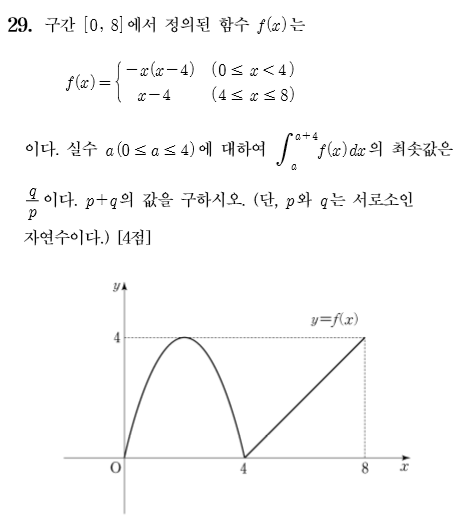 29. 구간 [0, 8]에서 정의된 함수 f(x)는
f(x) = { -x(x-4) (0 ≤ x < 4)
x-4 (4 ≤ x ≤ 8)
이다. 실수 a(0 ≤ a ≤ 4)에 대하여 ∫_a^{a+4} f(x)dx의 최솟값은
q/p이다. p+q의 값을 구하시오. (단, p와 q는 서로소인
자연수이다.) [4점]
y
y=f(x)
4
O 4 8 x